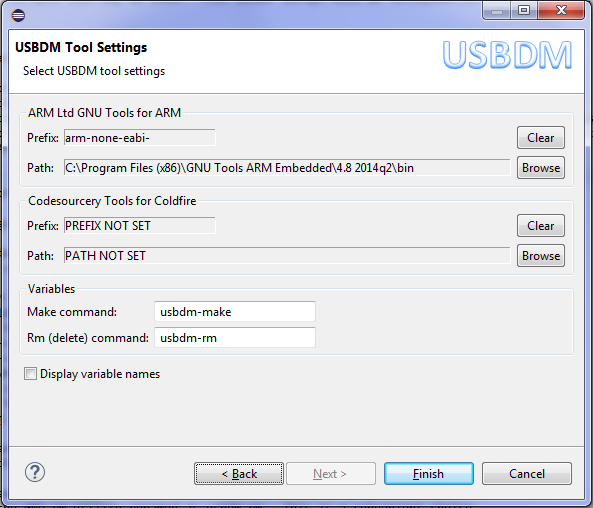 USBDM Tool Settings
USBDM
Select USBDM tool settings
ARM Ltd GNU Tools for ARM
Prefix: arm-none-eabi- Clear
Path: C:\Program Files (x86)\GNU Tools ARM Embedded\4.8 2014q2\bin Browse
Codesourcery Tools for Coldfire
Prefix: PREFIX NOT SET Clear
Path: PATH NOT SET Browse
Variables
Make command: usbdm-make
Rm (delete) command: usbdm-rm
Display variable names
? < Back Next > Finish Cancel